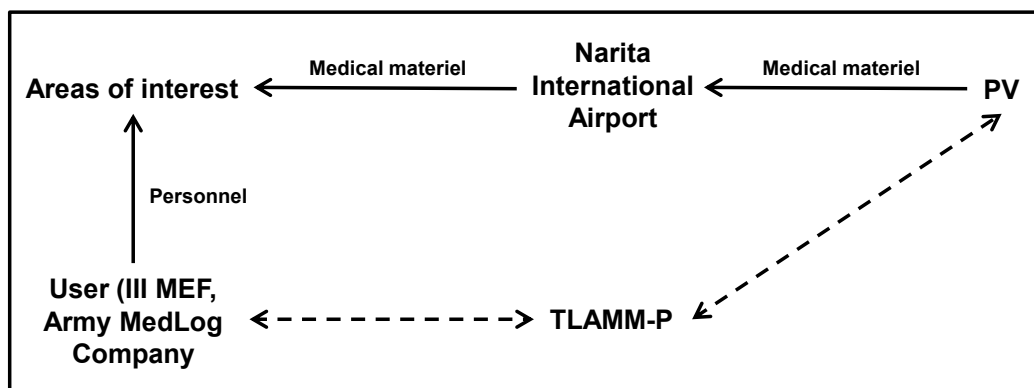 Areas of interest
Medical materiel
Narita
International
Airport
Medical materiel
PV
Personnel
User (III MEF,
Army MedLog
Company
TLAMM-P